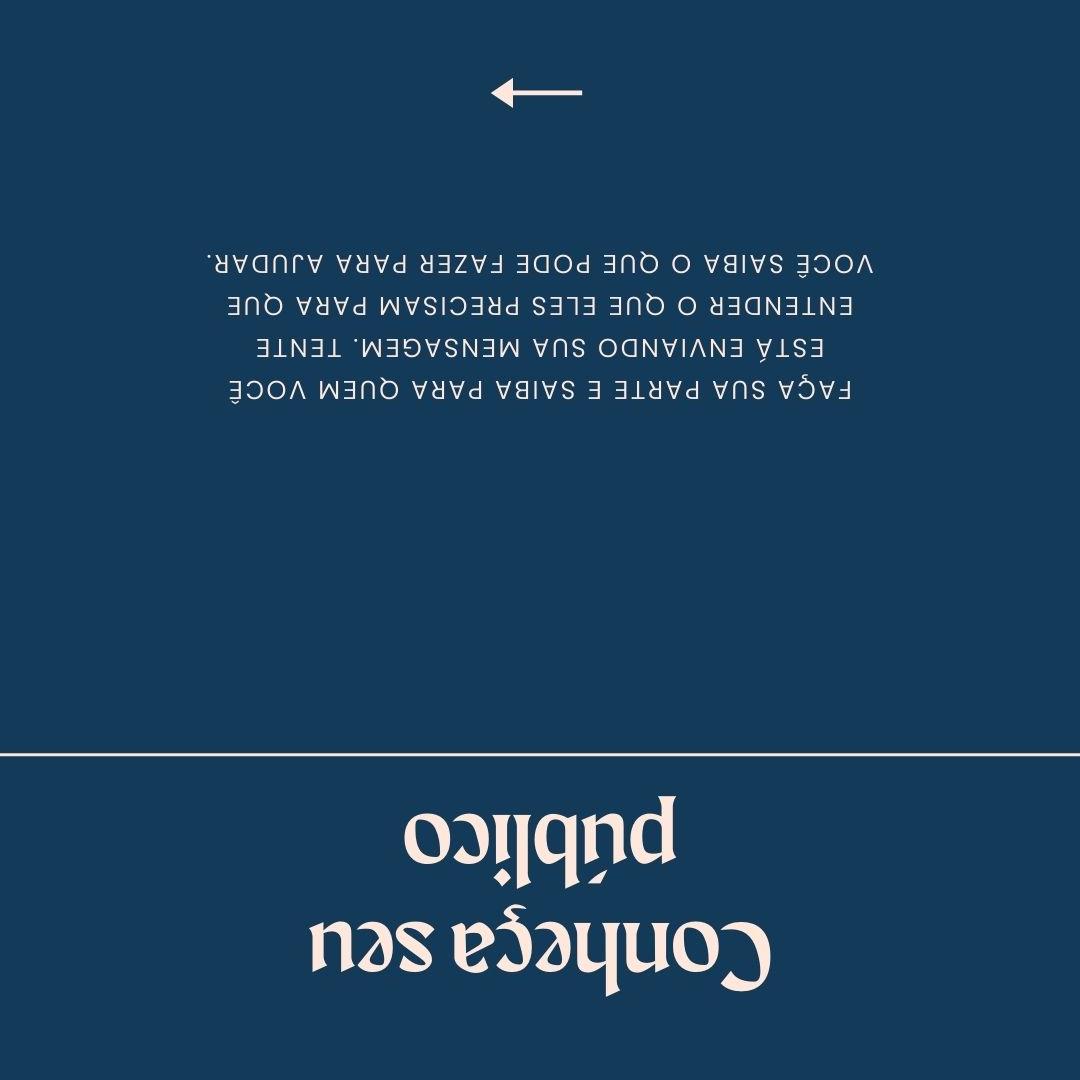 Conheça seu
público
FAÇA SUA PARTE E SAIBA PARA QUEM VOCÊ
ESTÁ ENVIANDO SUA MENSAGEM. TENTE
ENTENDER O QUE ELES PRECISAM PARA QUE
VOCÊ SAIBA O QUE PODE FAZER PARA AJUDAR.